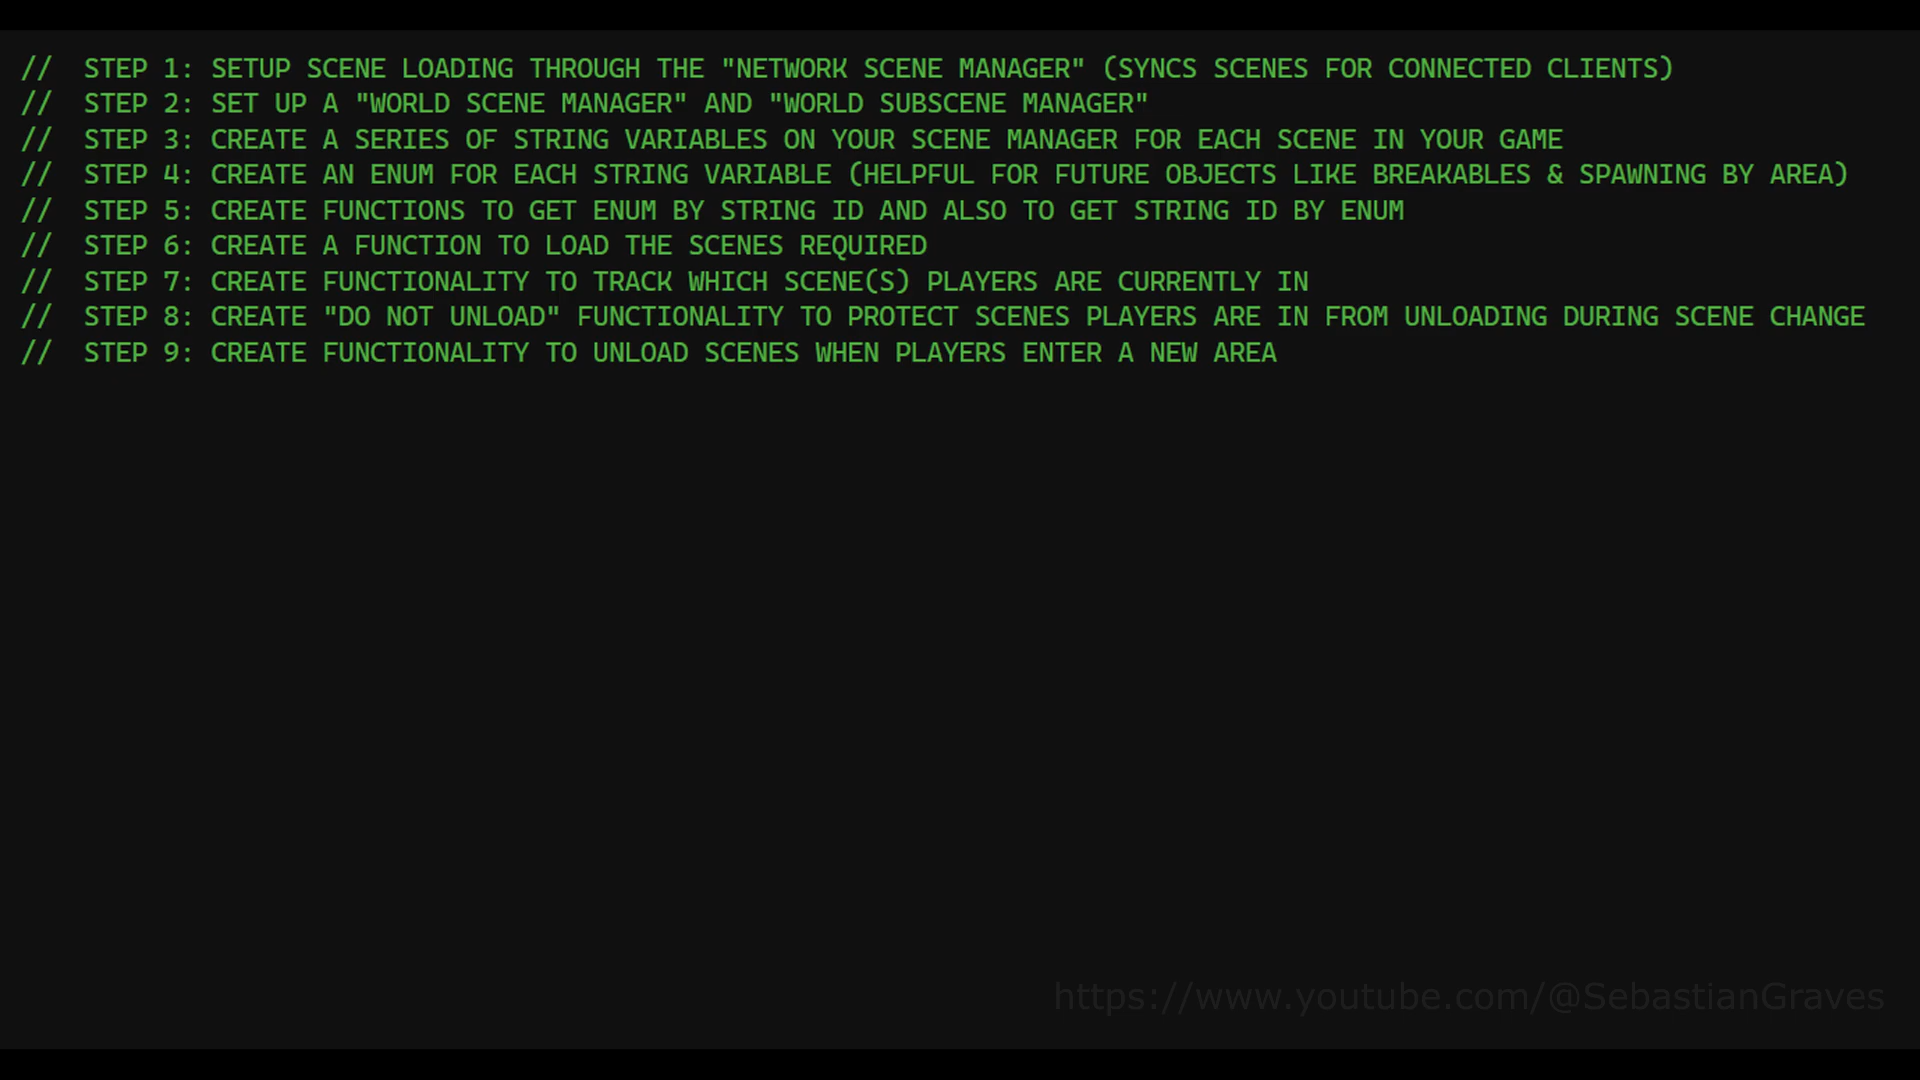 //  STEP 1: SETUP SCENE LOADING THROUGH THE "NETWORK SCENE MANAGER" (SYNCS SCENES FOR CONNECTED CLIENTS)
//  STEP 2: SET UP A "WORLD SCENE MANAGER" AND "WORLD SUBSCENE MANAGER"
//  STEP 3: CREATE A SERIES OF STRING VARIABLES ON YOUR SCENE MANAGER FOR EACH SCENE IN YOUR GAME
//  STEP 4: CREATE AN ENUM FOR EACH STRING VARIABLE (HELPFUL FOR FUTURE OBJECTS LIKE BREAKABLES & SPAWNING BY AREA)
//  STEP 5: CREATE FUNCTIONS TO GET ENUM BY STRING ID AND ALSO TO GET STRING ID BY ENUM
//  STEP 6: CREATE A FUNCTION TO LOAD THE SCENES REQUIRED
//  STEP 7: CREATE FUNCTIONALITY TO TRACK WHICH SCENE(S) PLAYERS ARE CURRENTLY IN
//  STEP 8: CREATE "DO NOT UNLOAD" FUNCTIONALITY TO PROTECT SCENES PLAYERS ARE IN FROM UNLOADING DURING SCENE CHANGE
//  STEP 9: CREATE FUNCTIONALITY TO UNLOAD SCENES WHEN PLAYERS ENTER A NEW AREA
https://www.youtube.com/@SebastianGraves